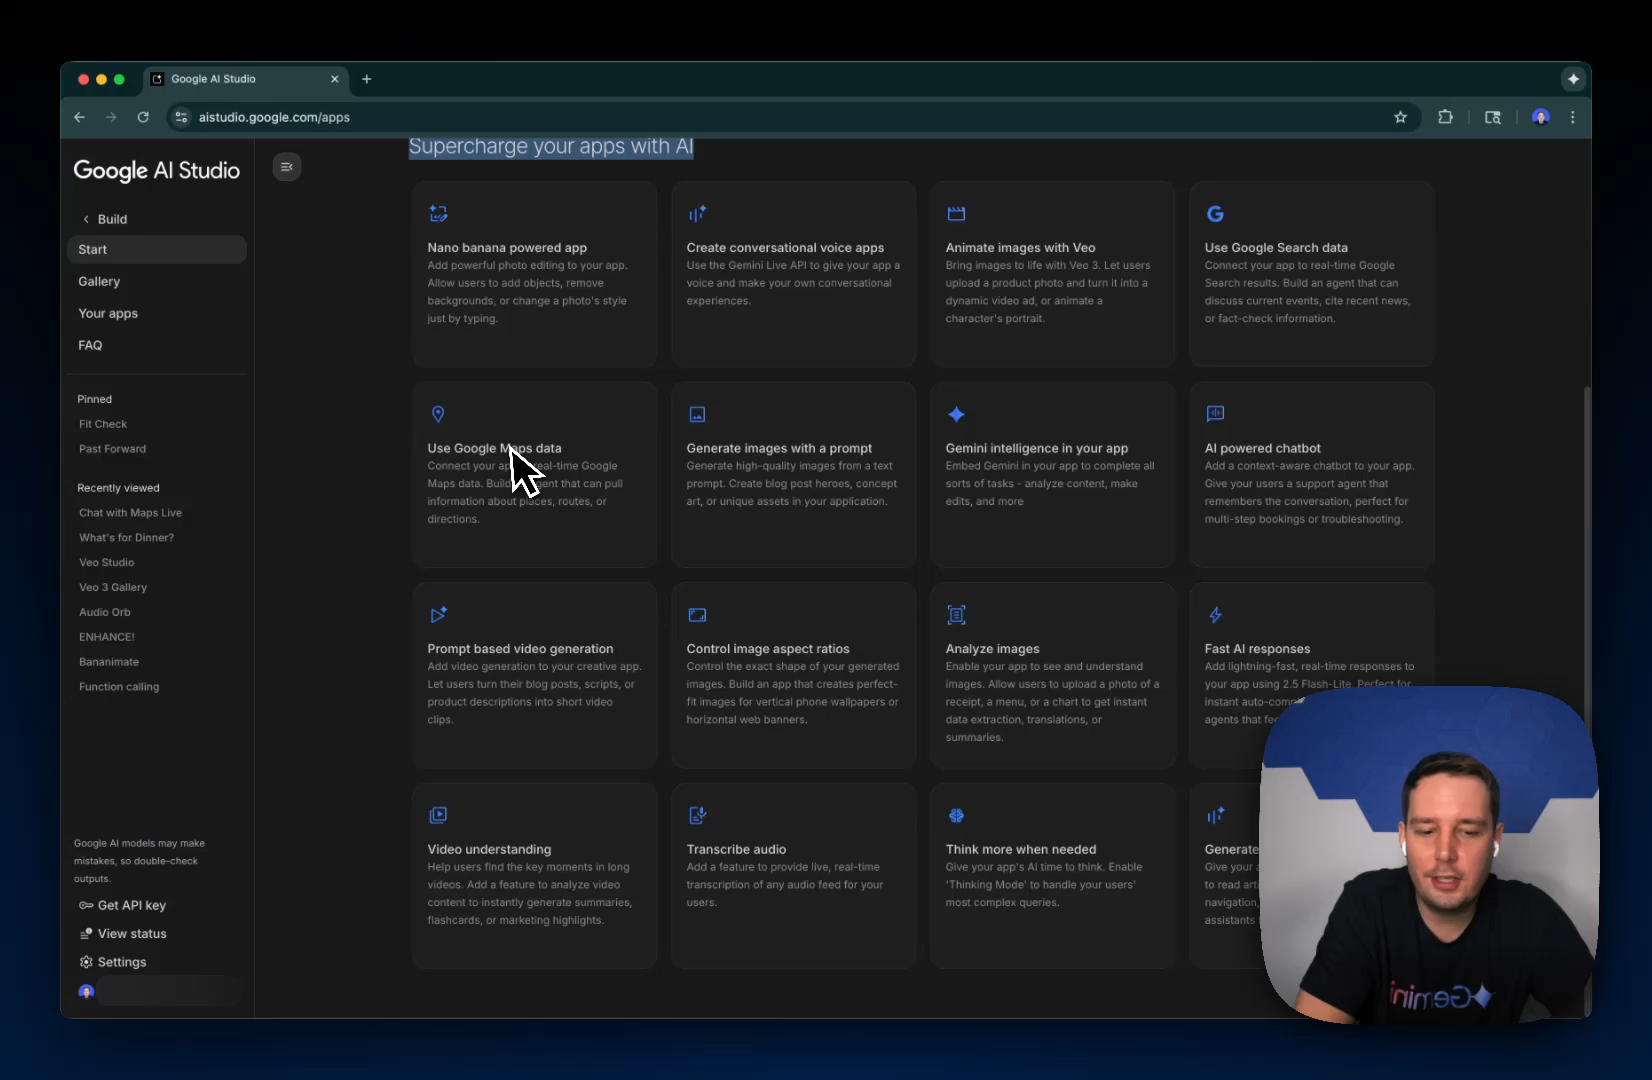 Google AI Studio
aistudio.google.com/apps
Google AI Studio
Build
Start
Gallery
Your apps
FAQ
Pinned
Fit Check
Past Forward
Recently viewed
Chat with Maps Live
What's for Dinner?
Veo Studio
Veo 3 Gallery
Audio Orb
ENHANCE!
Bananimate
Function calling
Google AI models may make
mistakes, so double-check
outputs.
Get API key
View status
Settings
Supercharge your apps with AI
Nano banana powered app
Add powerful photo editing to your app.
Allow users to add objects, remove
backgrounds, or change a photo's style
just by typing.
Create conversational voice apps
Use the Gemini Live API to give your app a
voice and make your own conversational
experiences.
Animate images with Veo
Bring images to life with Veo 3. Let users
upload a product photo and turn it into a
dynamic video ad, or animate a
character's portrait.
Use Google Search data
Connect your app to real-time Google
Search results. Build an agent that can
discuss current events, cite recent news,
or fact-check information.
Use Google Maps data
Connect your real-time Google
Maps data. that can pull
information about places, routes, or
directions.
Generate images with a prompt
Generate high-quality images from a text
prompt. Create blog post heroes, concept
art, or unique assets in your application.
Gemini intelligence in your app
Embed Gemini in your app to complete all
sorts of tasks - analyze content, make
edits, and more
AI powered chatbot
Add a context-aware chatbot to your app.
Give your users a support agent that
remembers the conversation, perfect for
multi-step bookings or troubleshooting.
Prompt based video generation
Add video generation to your creative app.
Let users turn their blog posts, scripts, or
product descriptions into short video
clips.
Control image aspect ratios
Control the exact shape of your generated
images. Build an app that creates perfect-
fit images for vertical phone wallpapers or
horizontal web banners.
Analyze images
Enable your app to see and understand
images. Allow users to upload a photo of a
receipt, a menu, or a chart to get instant
data extraction, translations, or
summaries.
Fast AI responses
Add lightning-fast, real-time responses to
your app using 2.5 Flash-Lite. Perfect for
instant
agents that
Video understanding
Help users find the key moments in long
videos. Add a feature to analyze video
content to instantly generate summaries,
flashcards, or marketing highlights.
Transcribe audio
Add a feature to provide live, real-time
transcription of any audio feed for your
users.
Think more when needed
Give your app's AI time to think. Enable
'Thinking Mode' to handle your users'
most complex queries.
Generate
Give your
to read
navigation,
assistants
Gemini